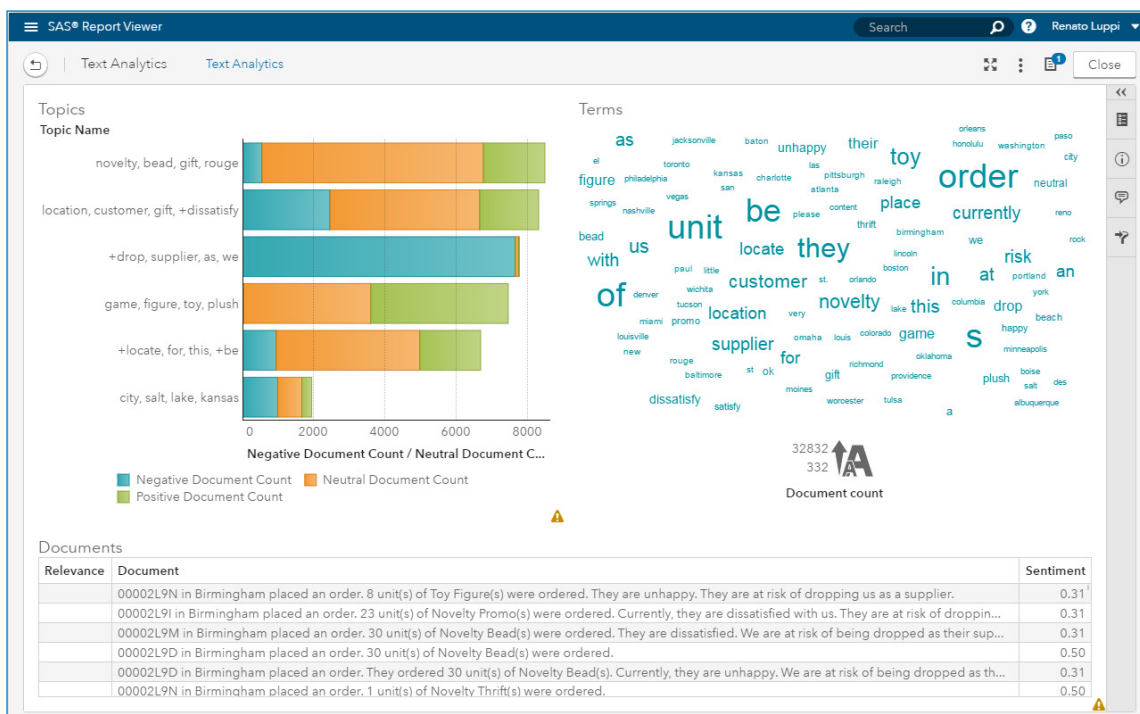 SAS® Report Viewer
Search
Renato Luppi
Text Analytics Text Analytics
1
Close
Topics
Topic Name
novelty, bead, gift, rouge
location, customer, gift, +dissatisfy
+drop, supplier, as, we
game, figure, toy, plush
+locate, for, this, +be
city, salt, lake, kansas
0 2000 4000 6000 8000
Negative Document Count / Neutral Document C...
Negative Document Count Neutral Document Count
Positive Document Count
Terms
orleans
as jacksonville baton unhappy their honolulu washington paso
el toronto las toy city
figure philadelphia kansas charlotte pittsburgh raleigh order neutral
san atlanta
springs nashville vegas be please content place currently reno
unit thrift
bead us birmingham we rock
with locate they lincoln risk
paul little boston in at portland an
of denver wichita customer st. orlando york
tucson novelty lake this columbia drop
miami promo location very beach
louisville supplier omaha louis colorado game s happy
new for minneapolis
rouge st ok richmond oklahoma boise
baltimore gift providence plush salt des
moines
dissatisfy satisfy worcester tulsa a albuquerque
32832
332
Document count
Documents
Relevance Document Sentiment
00002L9N in Birmingham placed an order. 8 unit(s) of Toy Figure(s) were ordered. They are unhappy. They are at risk of dropping us as a supplier. 0.31
00002L9I in Birmingham placed an order. 23 unit(s) of Novelty Promo(s) were ordered. Currently, they are dissatisfied with us. They are at risk of droppin... 0.31
00002L9M in Birmingham placed an order. 30 unit(s) of Novelty Bead(s) were ordered. They are dissatisfied. We are at risk of being dropped as their sup... 0.31
00002L9D in Birmingham placed an order. 30 unit(s) of Novelty Bead(s) were ordered. 0.50
00002L9D in Birmingham placed an order. They ordered 30 unit(s) of Novelty Bead(s). Currently, they are unhappy. We are at risk of being dropped as th... 0.31
00002L9N in Birmingham placed an order. 1 unit(s) of Novelty Thrift(s) were ordered. 0.50